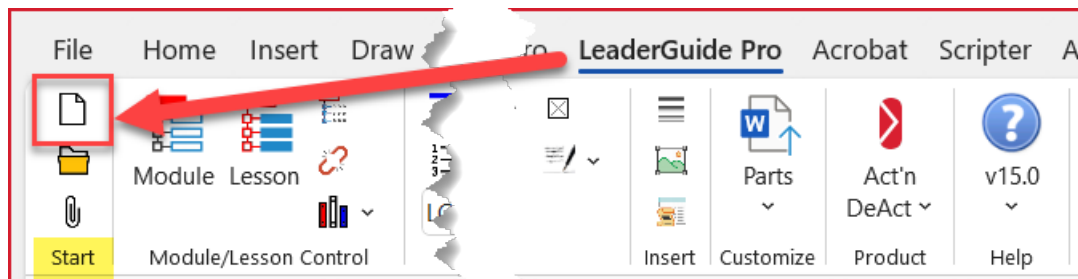 File Home Insert Draw ro LeaderGuide Pro Acrobat Scripter A
Module Lesson Parts Act'n DeAct v15.0
Start Module/Lesson Control Insert Customize Product Help